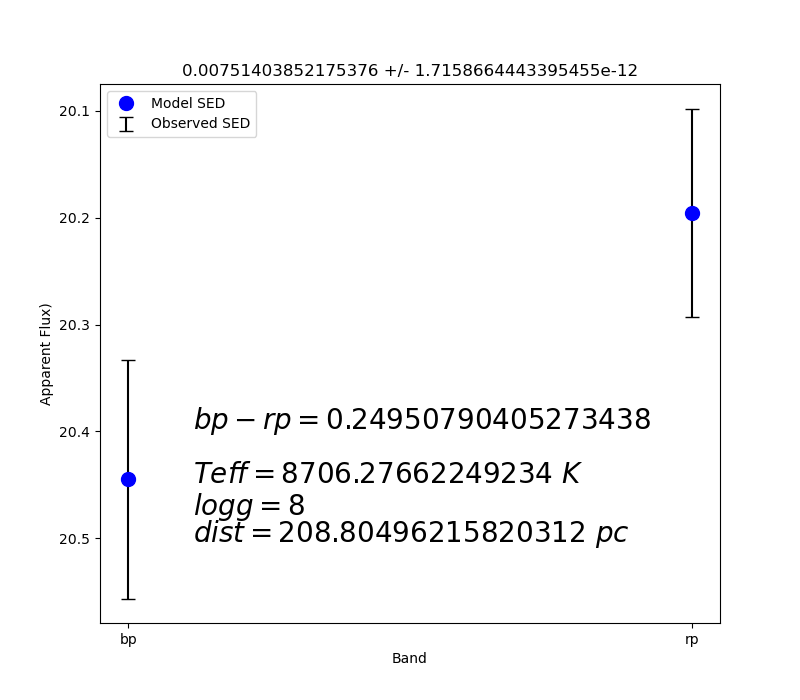 0.00751403852175376 +/- 1.7158664443395455e-12
Model SED
Observed SED
20.1
20.2
20.3
20.4
20.5
Apparent Flux)
bp − rp = 0.24950790405273438
Teff = 8706.27662249234 K
logg = 8
dist = 208.80496215820312 pc
bp
rp
Band